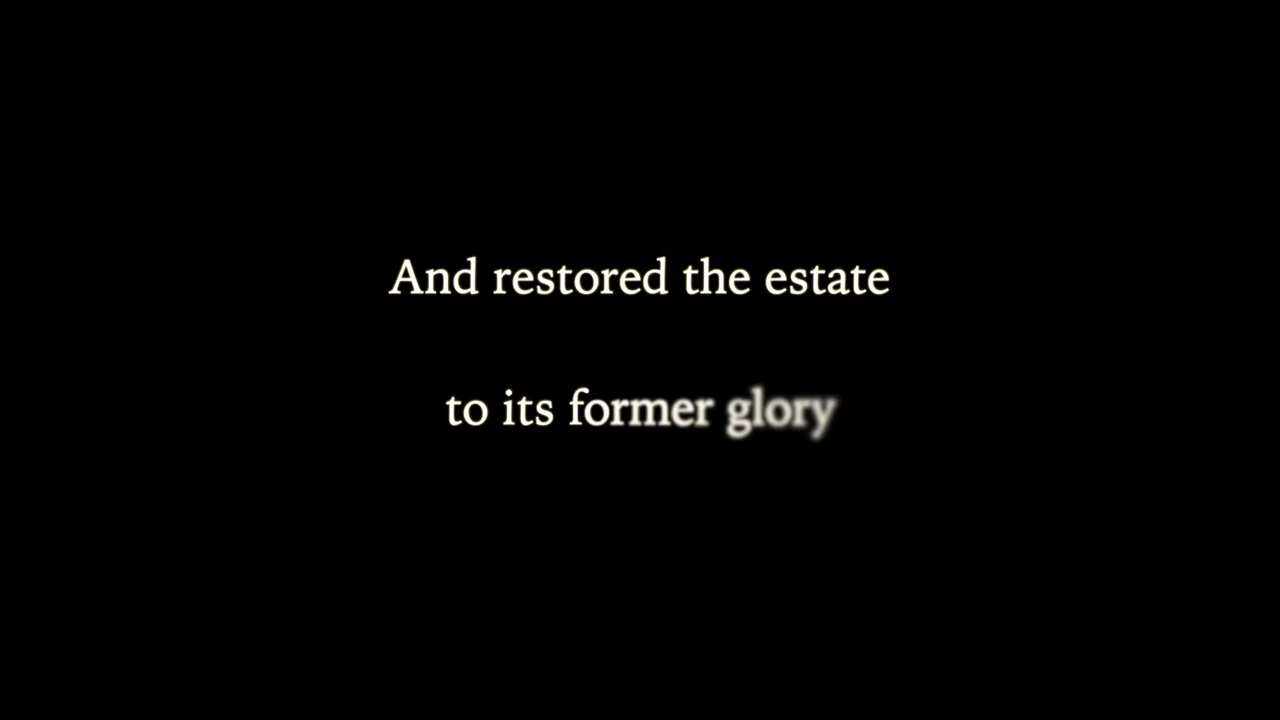 And restored the estate
to its former glory